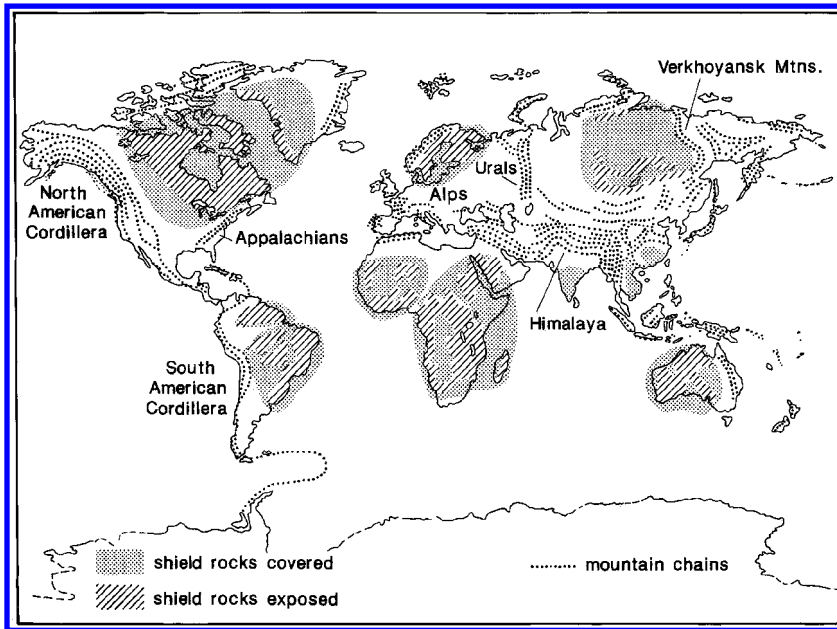 Verkhoyansk Mtns.
North
American
Cordillera
Urals
Alps
Appalachians
Himalaya
South
American
Cordillera
shield rocks covered
mountain chains
shield rocks exposed